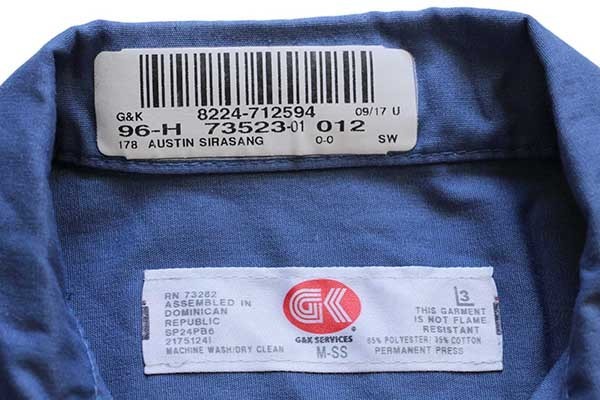 G&K 8224-712594 09/17 U
96-H 73523-01 012
178 AUSTIN SIRASANG 0-0 SW
RN 73282
ASSEMBLED IN
DOMINICAN
REPUBLIC
SP24PB6
21751241
MACHINE WASH/DRY CLEAN
GK
®
G&K SERVICES
M-SS
L3
THIS GARMENT
IS NOT FLAME
RESISTANT
65% POLYESTER/ 35% COTTON
PERMANENT PRESS